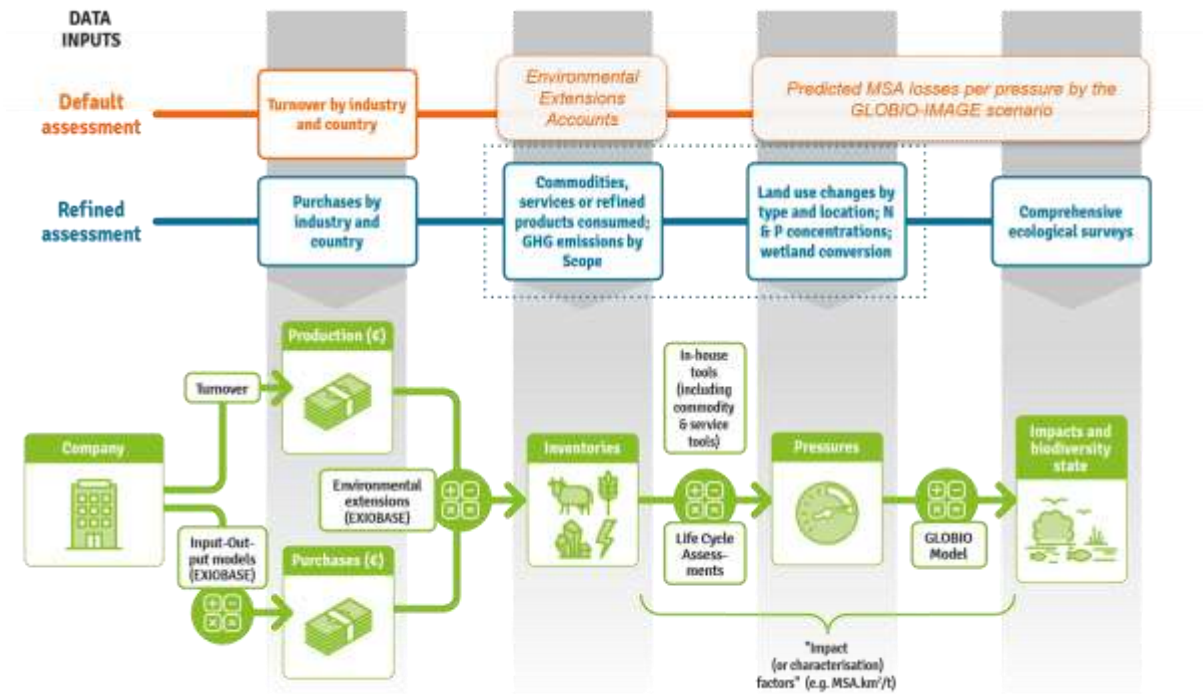 DATA
INPUTS
Default
assessment
Turnover by industry
and country
Environmental
Extensions
Accounts
Predicted MSA losses per pressure by the
GLOBIO-IMAGE scenario
Refined
assessment
Purchases by
industry and
country
Commodities,
services or refined
products consumed;
GHG emissions by
Scope
Land use changes by
type and location; N
& P concentrations;
wetland conversion
Comprehensive
ecological surveys
Company
Turnover
Input-Out-
put models
(EXIOBASE)
Production (€)
Purchases (€)
Environmental
extensions
(EXIOBASE)
Inventories
In-house
tools
(including
commodity
& service
tools)
Life Cycle
Assess-
ments
Pressures
GLOBIO
Model
Impacts and
biodiversity
state
"Impact
(or characterisation)
factors" (e.g. MSA.km²/t)